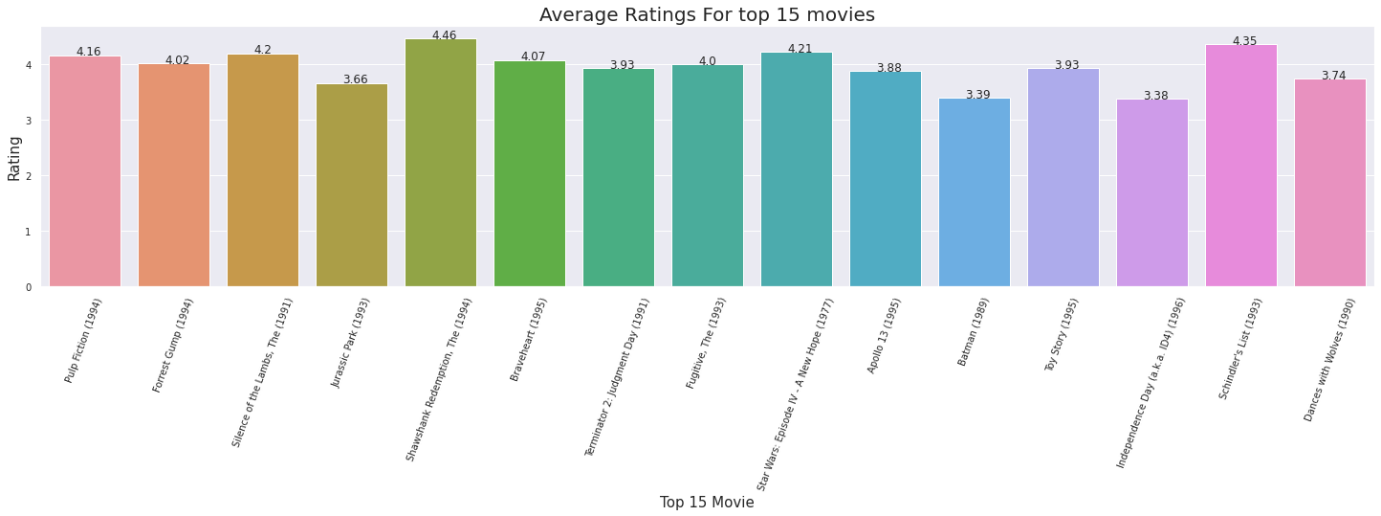 Average Ratings For top 15 movies
Rating
4
3
2
1
0
4.16
4.02
4.2
3.66
4.46
4.07
3.93
4.0
4.21
3.88
3.39
3.93
3.38
4.35
3.74
Pulp Fiction (1994)
Forrest Gump (1994)
Silence of the Lambs, The (1991)
Jurassic Park (1993)
Shawshank Redemption, The (1994)
Braveheart (1995)
Terminator 2: Judgment Day (1991)
Fugitive, The (1993)
Star Wars: Episode IV - A New Hope (1977)
Apollo 13 (1995)
Batman (1989)
Toy Story (1995)
Independence Day (a.k.a. ID4) (1996)
Schindler's List (1993)
Dances with Wolves (1990)
Top 15 Movie